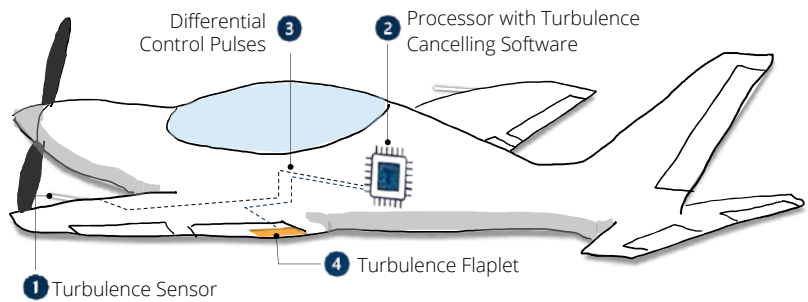 Differential
Control Pulses
3
2
Processor with Turbulence
Cancelling Software
4
Turbulence Flaplet
1
Turbulence Sensor